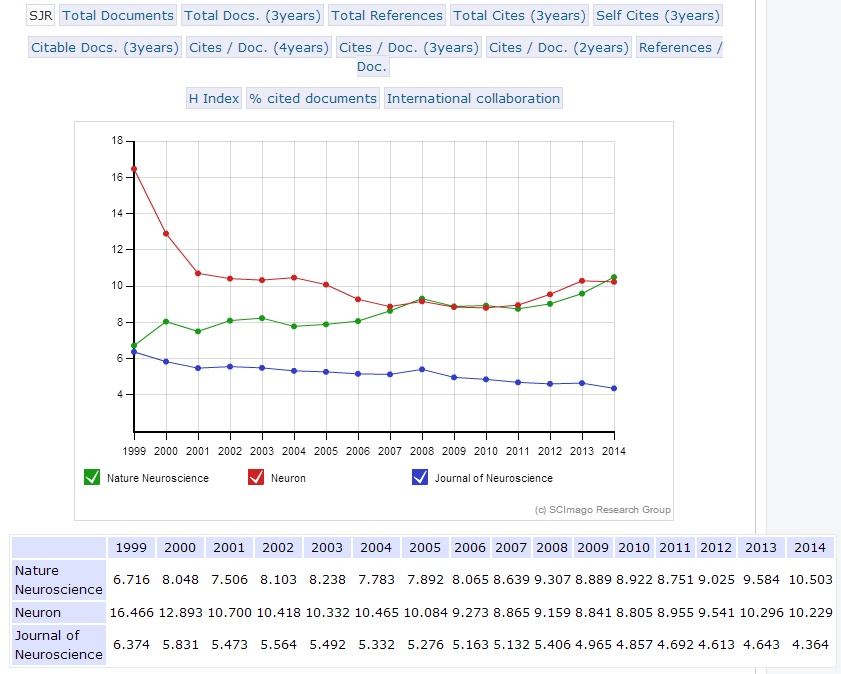 SJR Total Documents Total Docs. (3years) Total References Total Cites (3years) Self Cites (3years)
Citable Docs. (3years) Cites / Doc. (4years) Cites / Doc. (3years) Cites / Doc. (2years) References /
Doc.
H Index % cited documents International collaboration
18
16
14
12
10
8
6
4
1999 2000 2001 2002 2003 2004 2005 2006 2007 2008 2009 2010 2011 2012 2013 2014
Nature Neuroscience Neuron Journal of Neuroscience
(c) SCImago Research Group
1999 2000 2001 2002 2003 2004 2005 2006 2007 2008 2009 2010 2011 2012 2013 2014
Nature
Neuroscience 6.716 8.048 7.506 8.103 8.238 7.783 7.892 8.065 8.639 9.307 8.889 8.922 8.751 9.025 9.584 10.503
Neuron 16.466 12.893 10.700 10.418 10.332 10.465 10.084 9.273 8.865 9.159 8.841 8.805 8.955 9.541 10.296 10.229
Journal of
Neuroscience 6.374 5.831 5.473 5.564 5.492 5.332 5.276 5.163 5.132 5.406 4.965 4.857 4.692 4.613 4.643 4.364